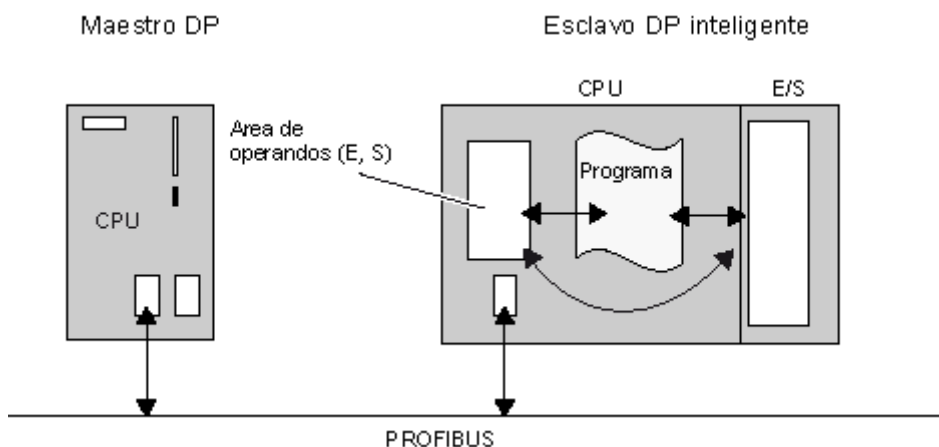 Maestro DP
Esclavo DP inteligente
CPU
E/S
Area de
operandos (E, S)
Programa
CPU
PROFIBUS